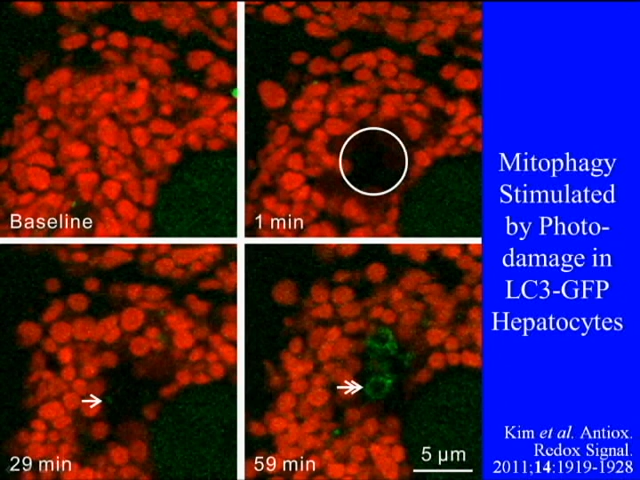 Baseline
1 min
29 min
59 min
5 µm
Mitophagy
Stimulated
by Photo-
damage in
LC3-GFP
Hepatocytes
Kim et al. Antiox.
Redox Signal.
2011;14:1919-1928